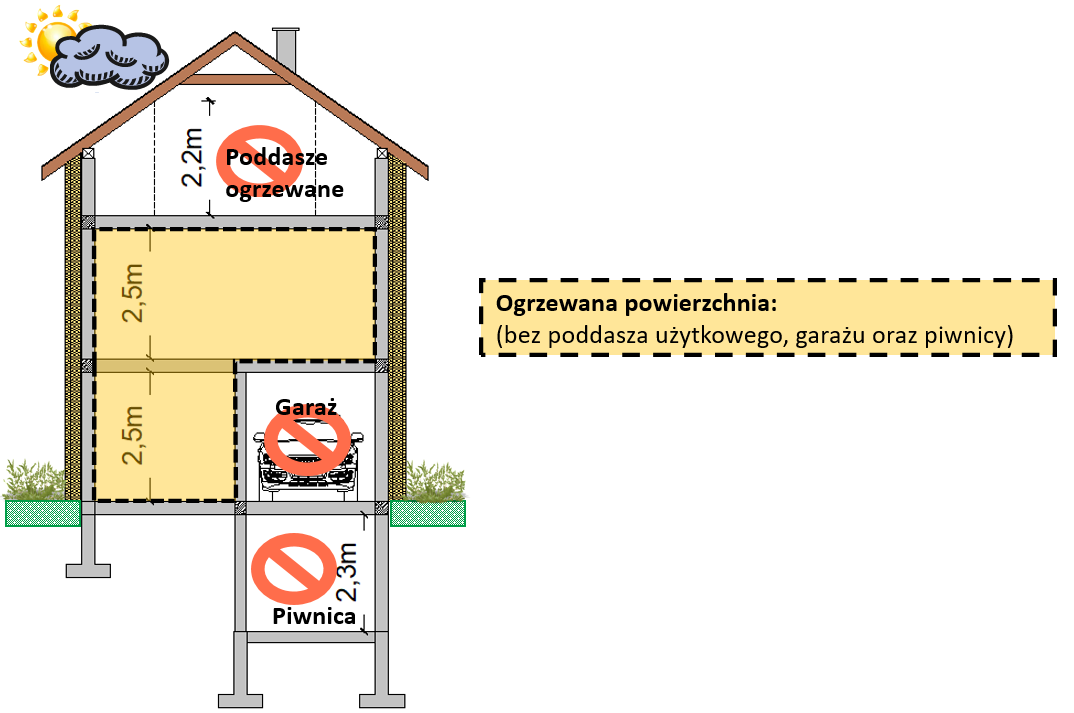 2,2m
Poddasze
ogrzewane
2,5m
Ogrzewana powierzchnia:
(bez poddasza użytkowego, garażu oraz piwnicy)
2,5m
Garaż
2,3m
Piwnica